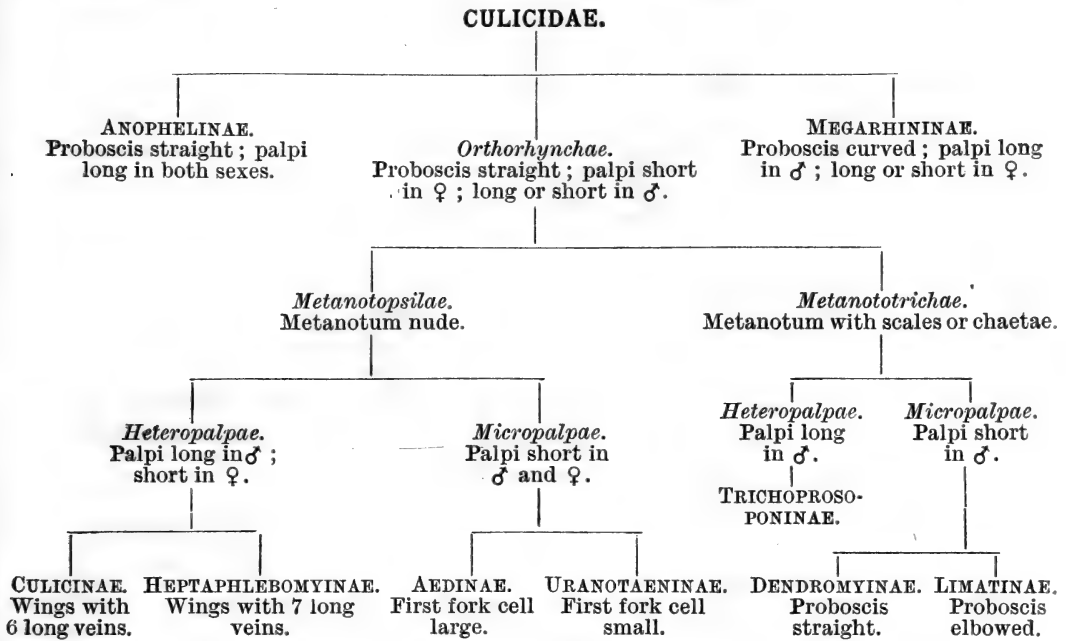 CULICIDAE.
ANOPHELINAE.
Proboscis straight ; palpi
long in both sexes.
Orthorhynchae.
Proboscis straight ; palpi short
in ♀ ; long or short in ♂.
MEGARHININAE.
Proboscis curved ; palpi long
in ♂ ; long or short in ♀.
Metanotopsilae.
Metanotum nude.
Metanototrichae.
Metanotum with scales or chaetae.
Heteropalpae.
Palpi long in ♂ ;
short in ♀.
Micropalpae.
Palpi short in
♂ and ♀.
Heteropalpae.
Palpi long
in ♂.
TRICHOPROSO-
PONINAE.
Micropalpae.
Palpi short
in ♂.
CULICINAE.
Wings with
6 long veins.
HEPTAPHLEBOMYINAE.
Wings with 7 long
veins.
AEDINAE.
First fork cell
large.
URANOTAENINAE.
First fork cell
small.
DENDROMYINAE.
Proboscis
straight.
LIMATINAE.
Proboscis
elbowed.